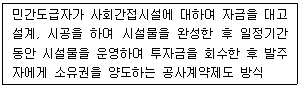 민간도급자가 사회간접시설에 대하여 자금을 대고
설계, 시공을 하며 시설물을 완성한 후 일정기간
동안 시설물을 운영하며 투자금을 회수한 후 발주
자에게 소유권을 양도하는 공사계약제도 방식